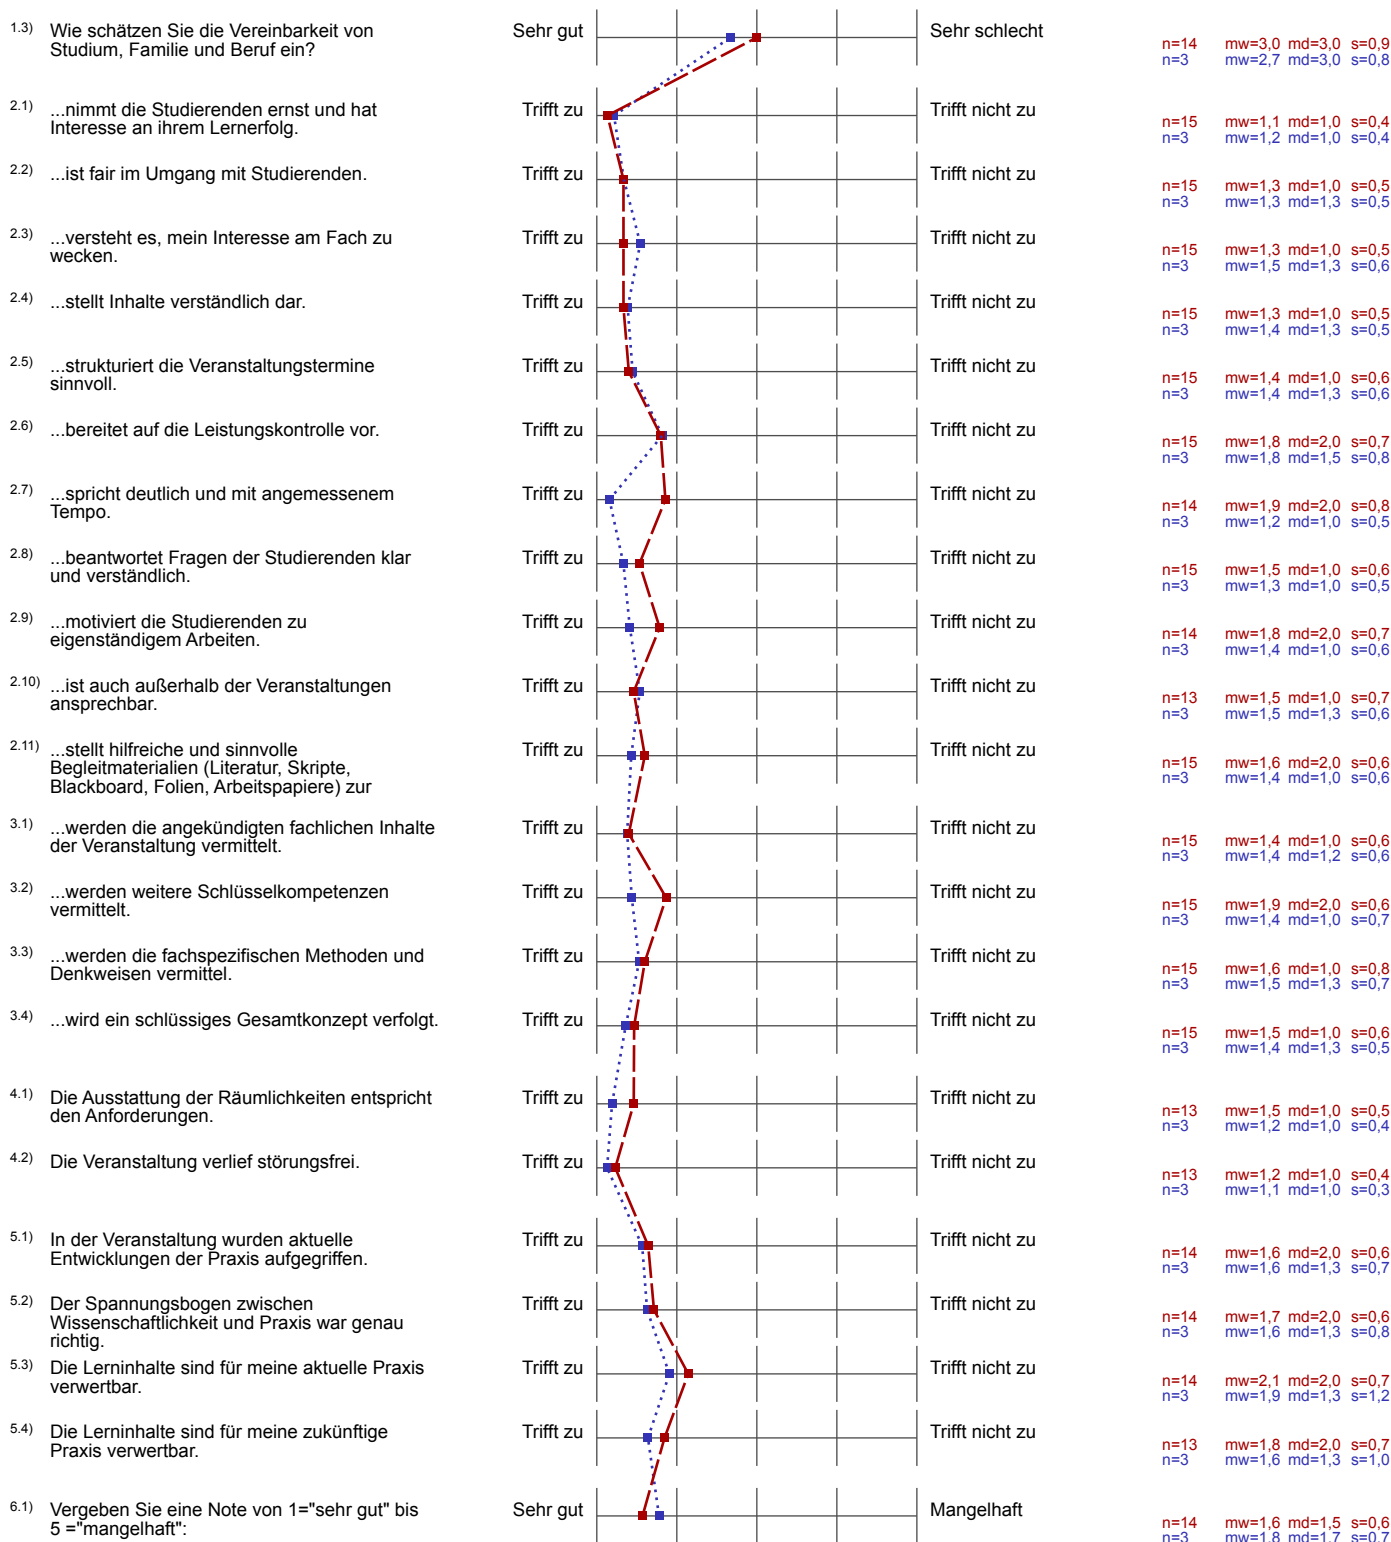 1.3) Wie schätzen Sie die Vereinbarkeit von Sehr gut Sehr schlecht
Studium, Familie und Beruf ein?
n=14 mw=3,0 md=3,0 s=0,9
n=3 mw=2,7 md=3,0 s=0,8
2.1) ...nimmt die Studierenden ernst und hat Trifft zu Trifft nicht zu
Interesse an ihrem Lernerfolg.
n=15 mw=1,1 md=1,0 s=0,4
n=3 mw=1,2 md=1,0 s=0,4
2.2) ...ist fair im Umgang mit Studierenden. Trifft zu Trifft nicht zu
n=15 mw=1,3 md=1,0 s=0,5
n=3 mw=1,3 md=1,3 s=0,5
2.3) ...versteht es, mein Interesse am Fach zu Trifft zu Trifft nicht zu
wecken.
n=15 mw=1,3 md=1,0 s=0,5
n=3 mw=1,5 md=1,3 s=0,6
2.4) ...stellt Inhalte verständlich dar. Trifft zu Trifft nicht zu
n=15 mw=1,3 md=1,0 s=0,5
n=3 mw=1,4 md=1,3 s=0,5
2.5) ...strukturiert die Veranstaltungstermine Trifft zu Trifft nicht zu
sinnvoll.
n=15 mw=1,4 md=1,0 s=0,6
n=3 mw=1,4 md=1,3 s=0,6
2.6) ...bereitet auf die Leistungskontrolle vor. Trifft zu Trifft nicht zu
n=15 mw=1,8 md=2,0 s=0,7
n=3 mw=1,8 md=1,5 s=0,8
2.7) ...spricht deutlich und mit angemessenem Trifft zu Trifft nicht zu
Tempo.
n=14 mw=1,9 md=2,0 s=0,8
n=3 mw=1,2 md=1,0 s=0,5
2.8) ...beantwortet Fragen der Studierenden klar Trifft zu Trifft nicht zu
und verständlich.
n=15 mw=1,5 md=1,0 s=0,6
n=3 mw=1,3 md=1,0 s=0,5
2.9) ...motiviert die Studierenden zu Trifft zu Trifft nicht zu
eigenständigem Arbeiten.
n=14 mw=1,8 md=2,0 s=0,7
n=3 mw=1,4 md=1,0 s=0,6
2.10) ...ist auch außerhalb der Veranstaltungen Trifft zu Trifft nicht zu
ansprechbar.
n=13 mw=1,5 md=1,0 s=0,7
n=3 mw=1,5 md=1,3 s=0,6
2.11) ...stellt hilfreiche und sinnvolle Trifft zu Trifft nicht zu
Begleitmaterialien (Literatur, Skripte,
Blackboard, Folien, Arbeitspapiere) zur
n=15 mw=1,6 md=2,0 s=0,6
n=3 mw=1,4 md=1,0 s=0,6
3.1) ...werden die angekündigten fachlichen Inhalte Trifft zu Trifft nicht zu
der Veranstaltung vermittelt.
n=15 mw=1,4 md=1,0 s=0,6
n=3 mw=1,4 md=1,2 s=0,6
3.2) ...werden weitere Schlüsselkompetenzen Trifft zu Trifft nicht zu
vermittelt.
n=15 mw=1,9 md=2,0 s=0,6
n=3 mw=1,4 md=1,0 s=0,7
3.3) ...werden die fachspezifischen Methoden und Trifft zu Trifft nicht zu
Denkweisen vermittel.
n=15 mw=1,6 md=1,0 s=0,8
n=3 mw=1,5 md=1,3 s=0,7
3.4) ...wird ein schlüssiges Gesamtkonzept verfolgt. Trifft zu Trifft nicht zu
n=15 mw=1,5 md=1,0 s=0,6
n=3 mw=1,4 md=1,3 s=0,5
4.1) Die Ausstattung der Räumlichkeiten entspricht Trifft zu Trifft nicht zu
den Anforderungen.
n=13 mw=1,5 md=1,0 s=0,5
n=3 mw=1,2 md=1,0 s=0,4
4.2) Die Veranstaltung verlief störungsfrei. Trifft zu Trifft nicht zu
n=13 mw=1,2 md=1,0 s=0,4
n=3 mw=1,1 md=1,0 s=0,3
5.1) In der Veranstaltung wurden aktuelle Trifft zu Trifft nicht zu
Entwicklungen der Praxis aufgegriffen.
n=14 mw=1,6 md=2,0 s=0,6
n=3 mw=1,6 md=1,3 s=0,7
5.2) Der Spannungsbogen zwischen Trifft zu Trifft nicht zu
Wissenschaftlichkeit und Praxis war genau
richtig.
n=14 mw=1,7 md=2,0 s=0,6
n=3 mw=1,6 md=1,3 s=0,8
5.3) Die Lerninhalte sind für meine aktuelle Praxis Trifft zu Trifft nicht zu
verwertbar.
n=14 mw=2,1 md=2,0 s=0,7
n=3 mw=1,9 md=1,3 s=1,2
5.4) Die Lerninhalte sind für meine zukünftige Trifft zu Trifft nicht zu
Praxis verwertbar.
n=13 mw=1,8 md=2,0 s=0,7
n=3 mw=1,6 md=1,3 s=1,0
6.1) Vergeben Sie eine Note von 1="sehr gut" bis Sehr gut Mangelhaft
5 ="mangelhaft":
n=14 mw=1,6 md=1,5 s=0,6
n=3 mw=1,8 md=1,7 s=0,7